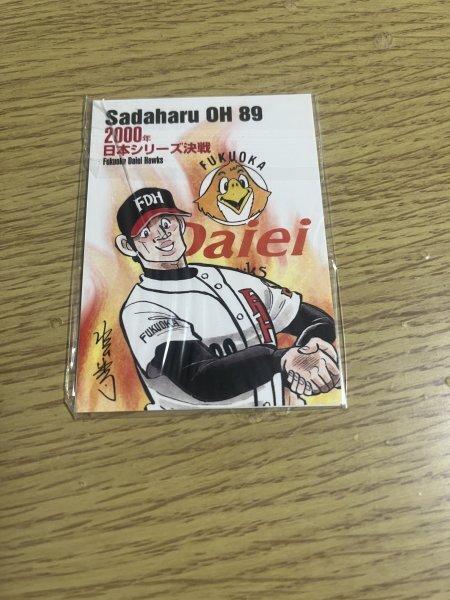 Sadaharu OH 89
2000年
日本シリーズ決戦
Fukuoka Daiei Hawks
FUKUOKA
Daiei
FDH
FUKUOKA